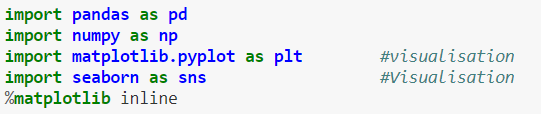 import pandas as pd
import numpy as np
import matplotlib.pyplot as plt        #visualisation
import seaborn as sns                  #Visualisation
%matplotlib inline